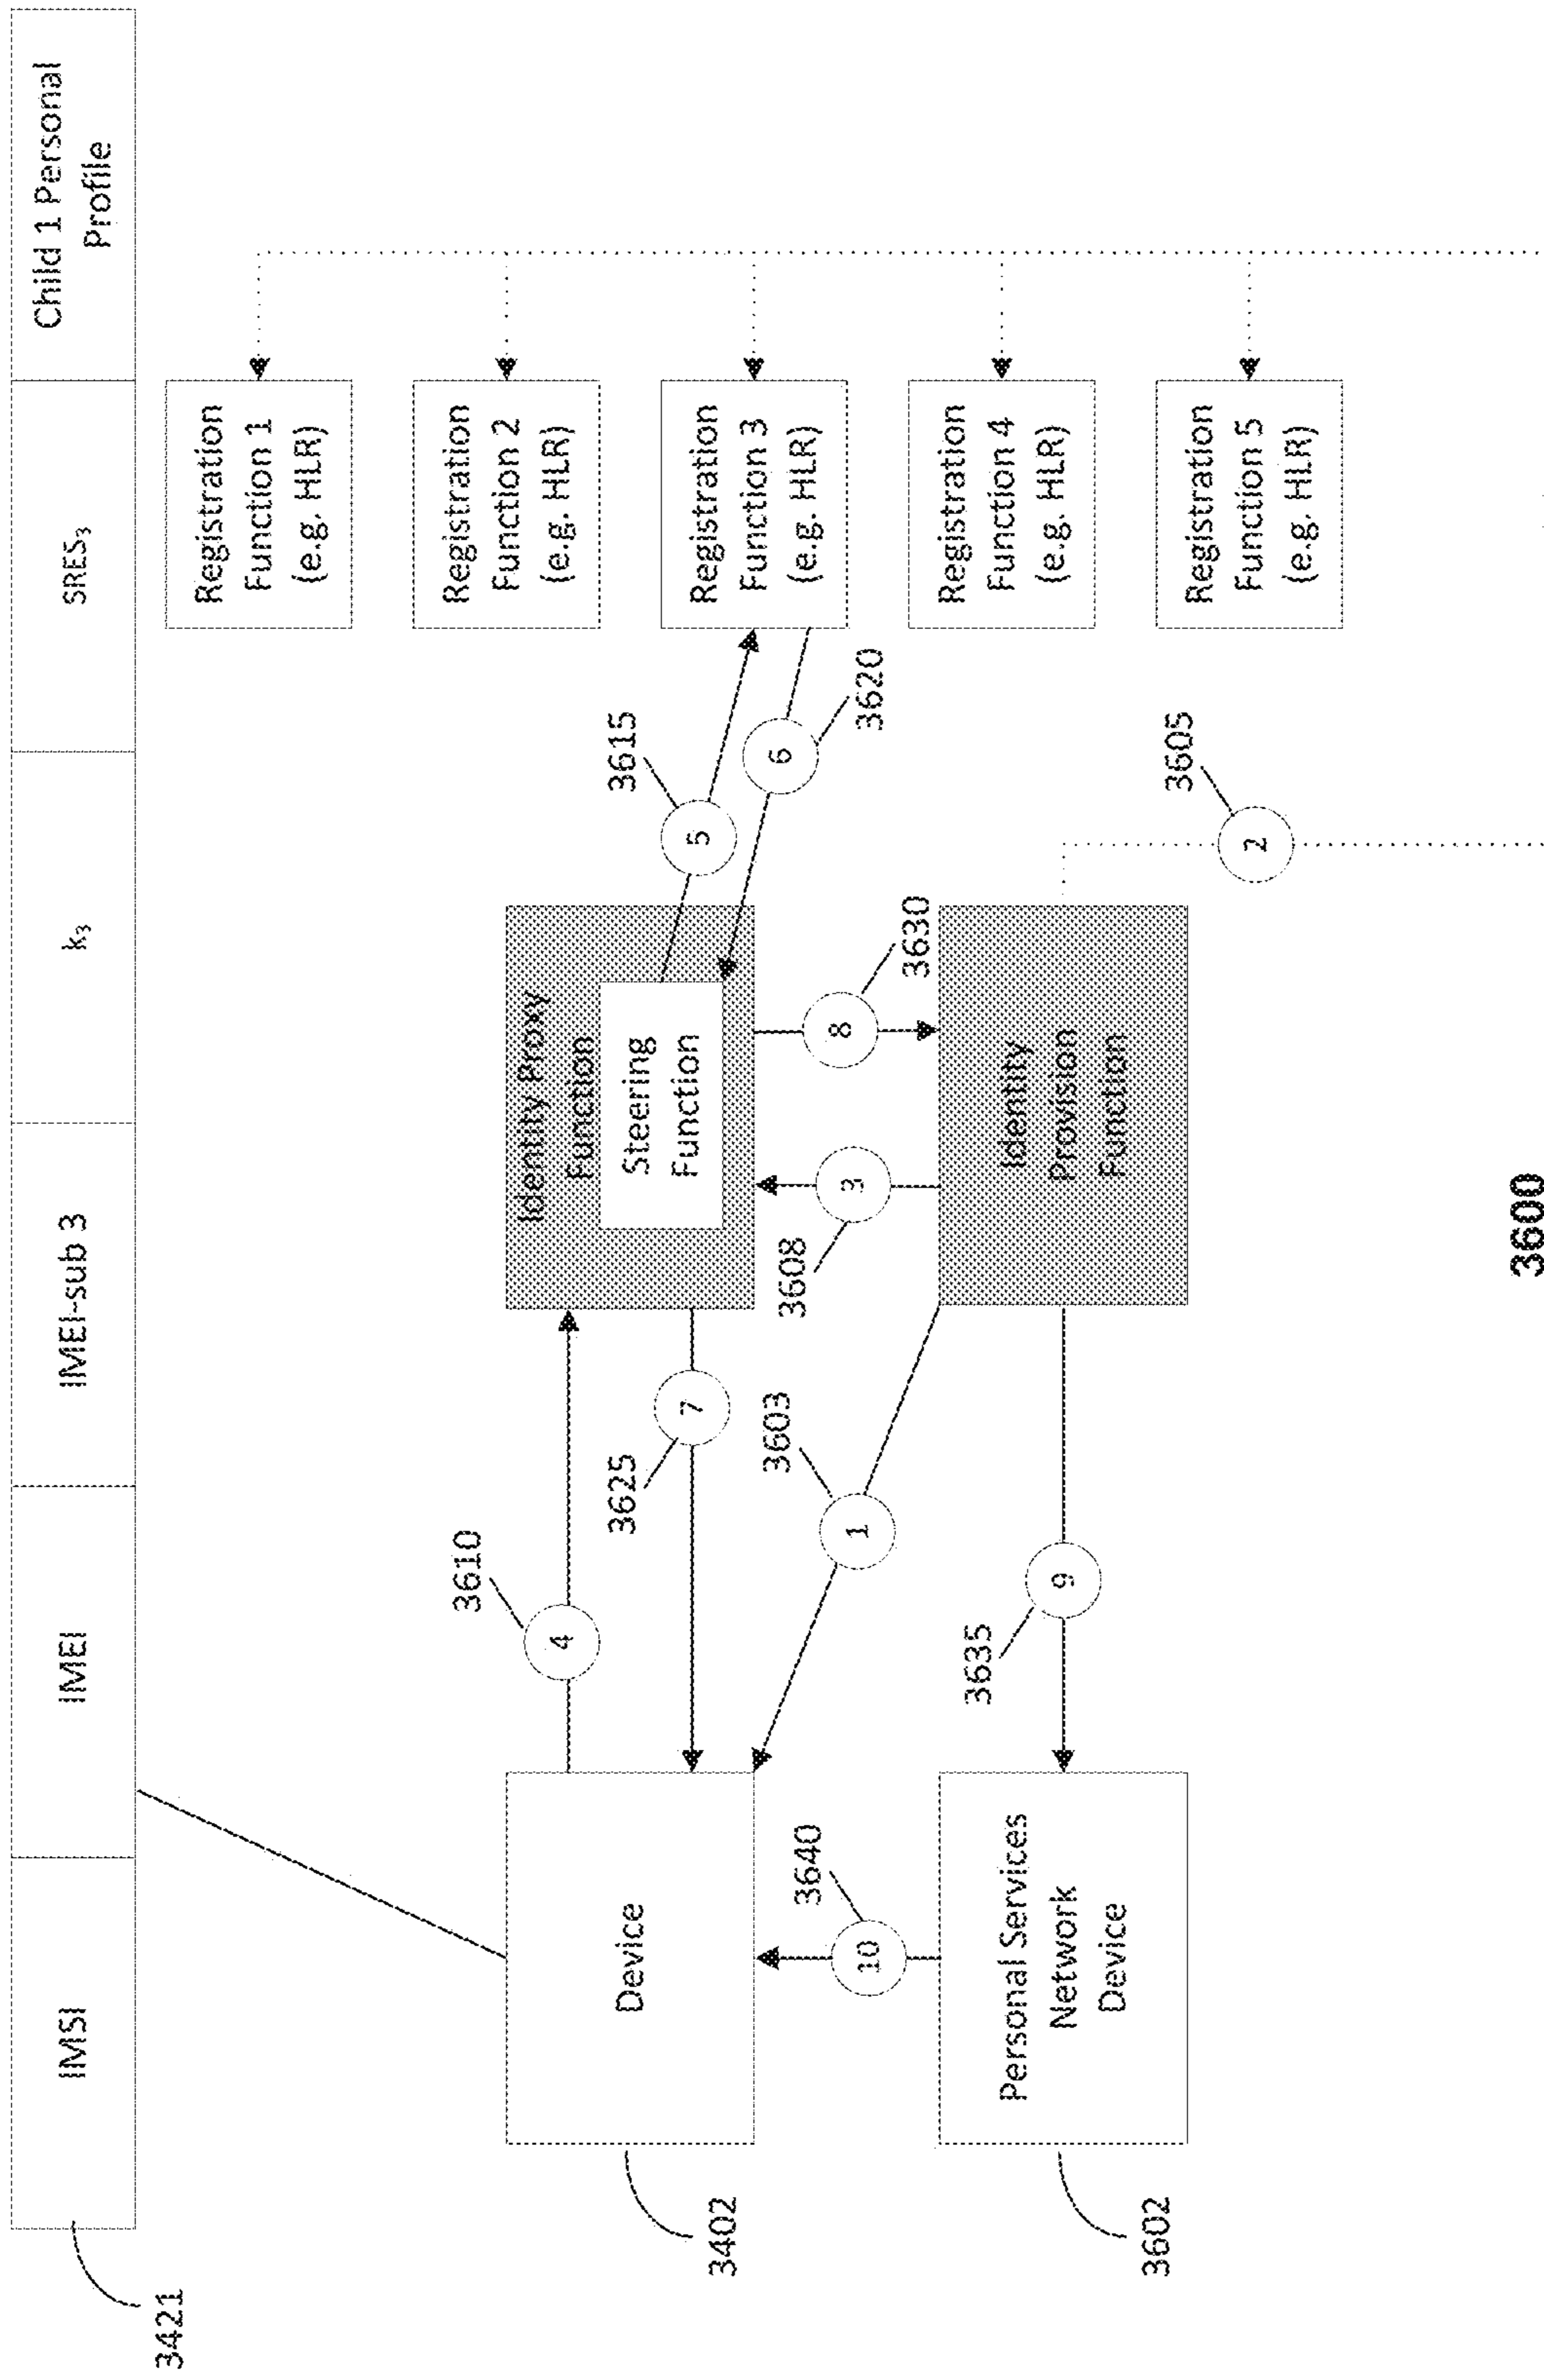 3421
IMSI
IMEI
IMEI-sub 3
k₃
SRES₃
Child 1 Personal
Profile
3402
Device
3610
4
3625
7
Identity Proxy
Function
Steering
Function
3615
5
6
3620
Registration
Function 1
(e.g. HLR)
Registration
Function 2
(e.g. HLR)
Registration
Function 3
(e.g. HLR)
Registration
Function 4
(e.g. HLR)
Registration
Function 5
(e.g. HLR)
3640
10
3603
1
3608
3
8
3630
3602
Personal Services
Network
Device
3635
9
Identity
Provision
Function
3605
2
3600